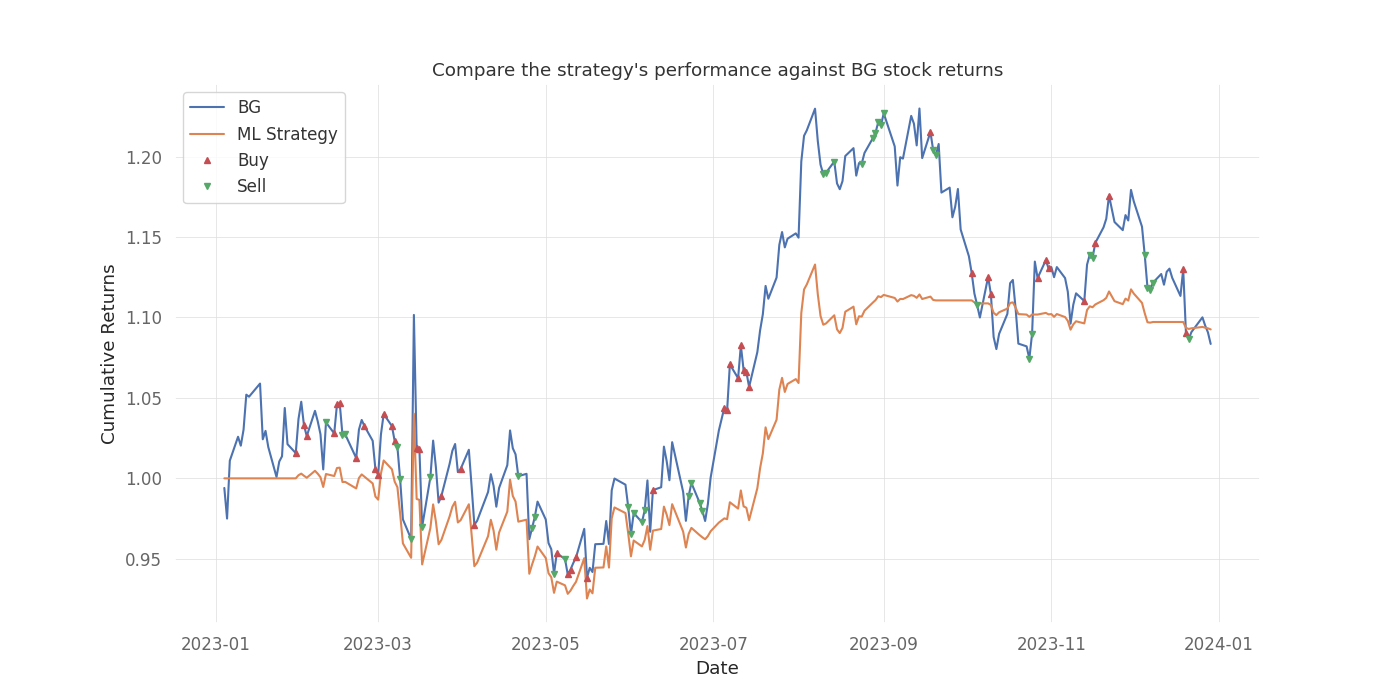 Compare the strategy's performance against BG stock returns
BG
ML Strategy
Buy
Sell
Cumulative Returns
1.20
1.15
1.10
1.05
1.00
0.95
2023-01 2023-03 2023-05 2023-07 2023-09 2023-11 2024-01
Date